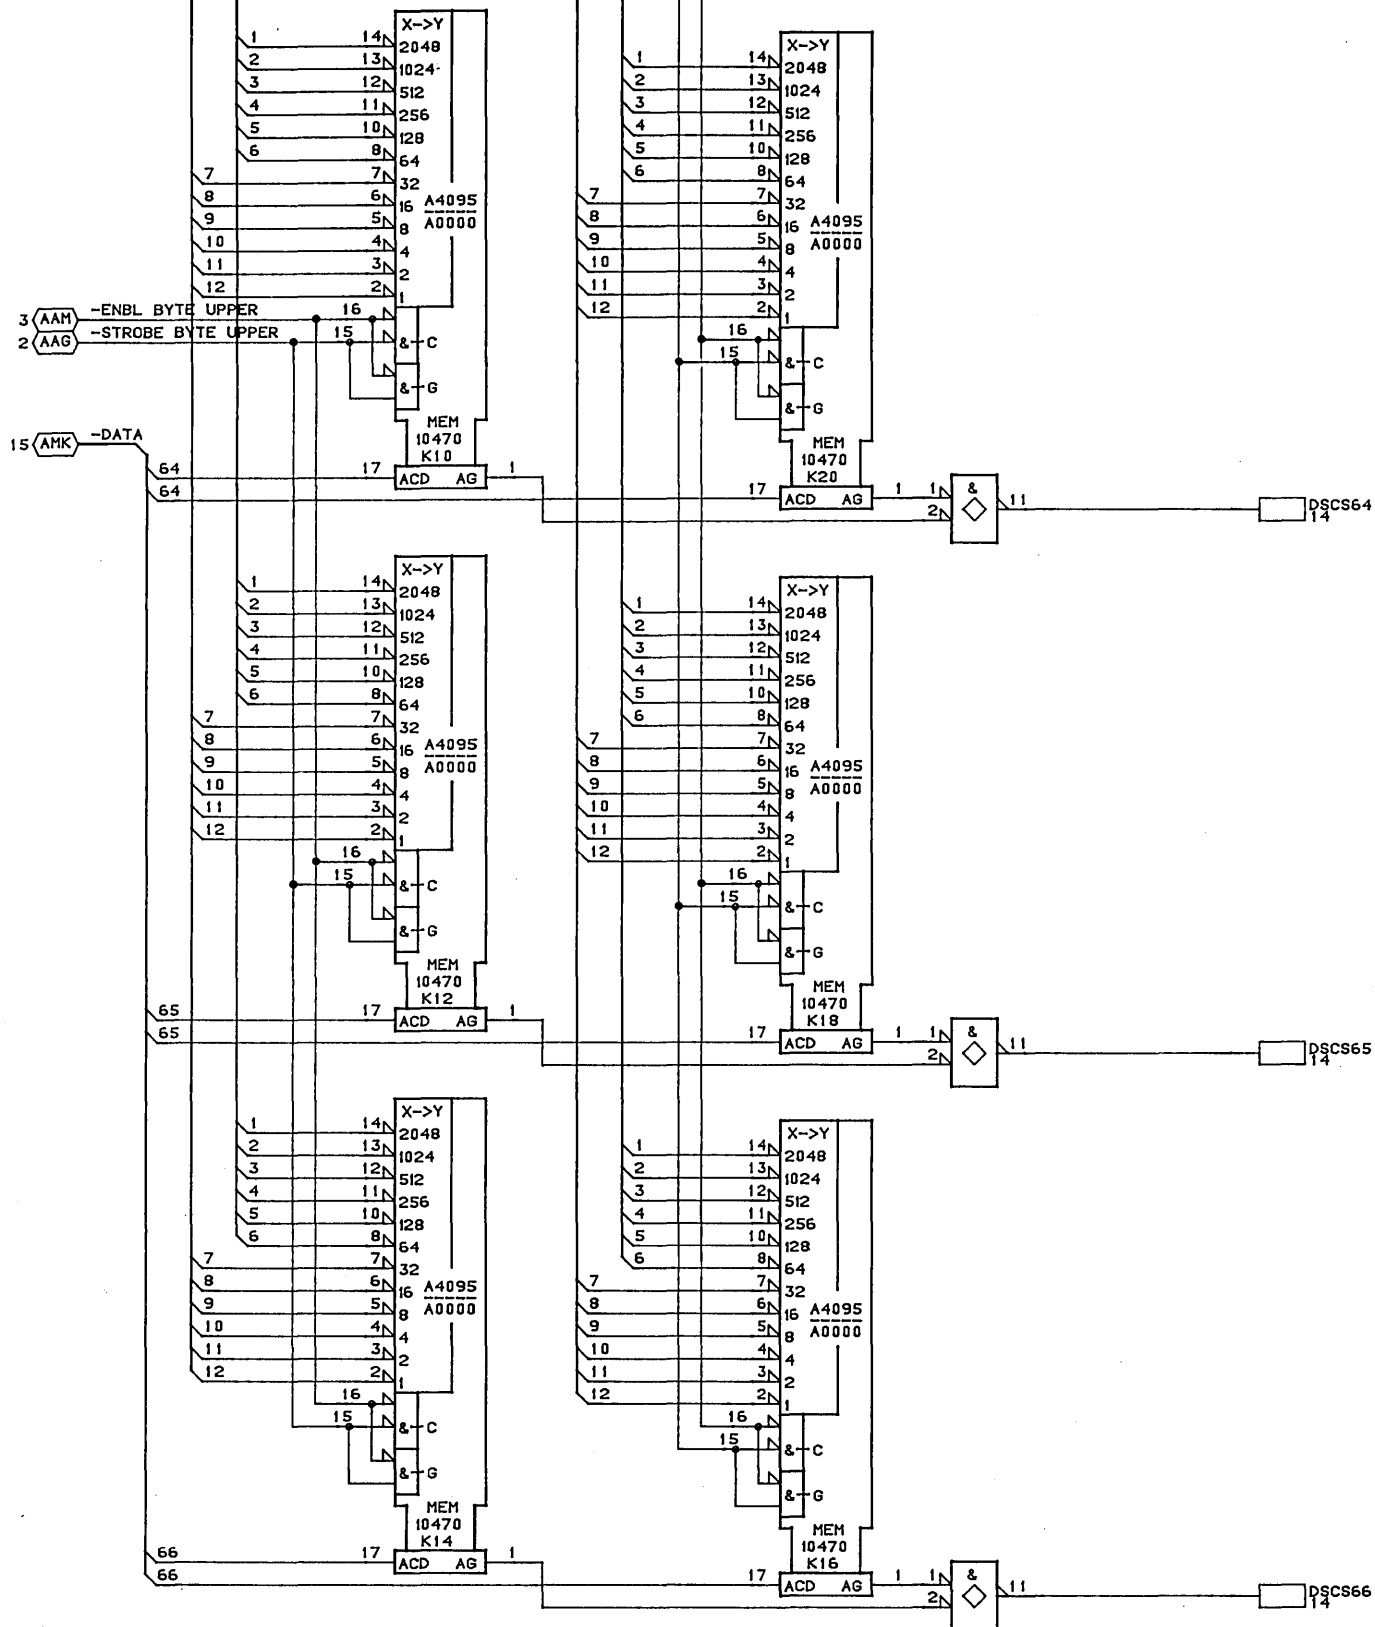 X->Y
1 14 2048
2 13 1024
3 12 512
4 11 256
5 10 128
6 8 64
7 7 32
8 6 16
9 5 8
10 4 4
11 3 2
12 2 1
A4095
A0000
3 AAM -ENBL BYTE UPPER 16
2 AAG -STROBE BYTE UPPER 15 & C
& G
MEM
10470
K10
15 AMK -DATA
64 17 ACD AG 1
X->Y
1 14 2048
2 13 1024
3 12 512
4 11 256
5 10 128
6 8 64
7 7 32
8 6 16
9 5 8
10 4 4
11 3 2
12 2 1
A4095
A0000
16
15 & C
& G
MEM
10470
K20
64 17 ACD AG 1 1 & 11 DSCS64
2 14
X->Y
1 14 2048
2 13 1024
3 12 512
4 11 256
5 10 128
6 8 64
7 7 32
8 6 16
9 5 8
10 4 4
11 3 2
12 2 1
A4095
A0000
16
15 & C
& G
MEM
10470
K12
65 17 ACD AG 1
X->Y
1 14 2048
2 13 1024
3 12 512
4 11 256
5 10 128
6 8 64
7 7 32
8 6 16
9 5 8
10 4 4
11 3 2
12 2 1
A4095
A0000
16
15 & C
& G
MEM
10470
K18
65 17 ACD AG 1 1 & 11 DSCS65
2 14
X->Y
1 14 2048
2 13 1024
3 12 512
4 11 256
5 10 128
6 8 64
7 7 32
8 6 16
9 5 8
10 4 4
11 3 2
12 2 1
A4095
A0000
16
15 & C
& G
MEM
10470
K14
66 17 ACD AG 1
X->Y
1 14 2048
2 13 1024
3 12 512
4 11 256
5 10 128
6 8 64
7 7 32
8 6 16
9 5 8
10 4 4
11 3 2
12 2 1
A4095
A0000
16
15 & C
& G
MEM
10470
K16
66 17 ACD AG 1 1 & 11 DSCS66
2 14